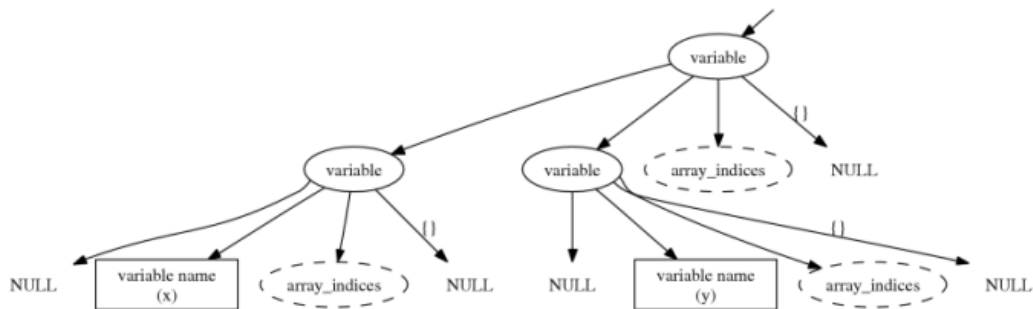 variable
{}
variable
variable
array_indices
NULL
{}
{}
NULL
variable name
(x)
array_indices
NULL
NULL
variable name
(y)
array_indices
NULL